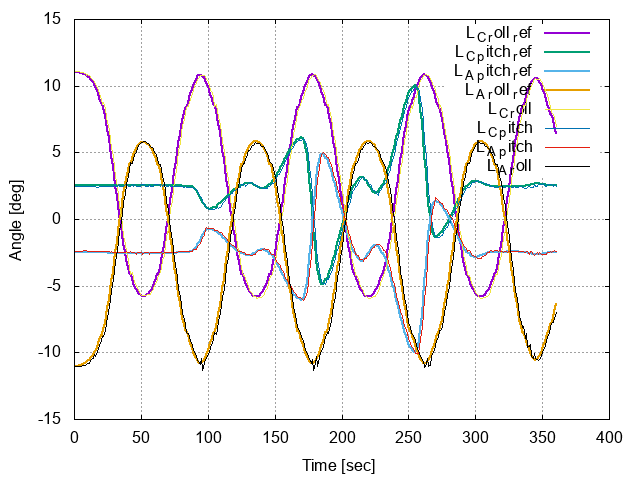 15
10
5
0
-5
-10
-15
Angle [deg]
0 50 100 150 200 250 300 350 400
Time [sec]
L_Croll_ref
L_Cpitch_ref
L_Apitch_ref
L_Aroll_ref
L_Croll
L_Cpitch
L_Apitch
L_Aroll